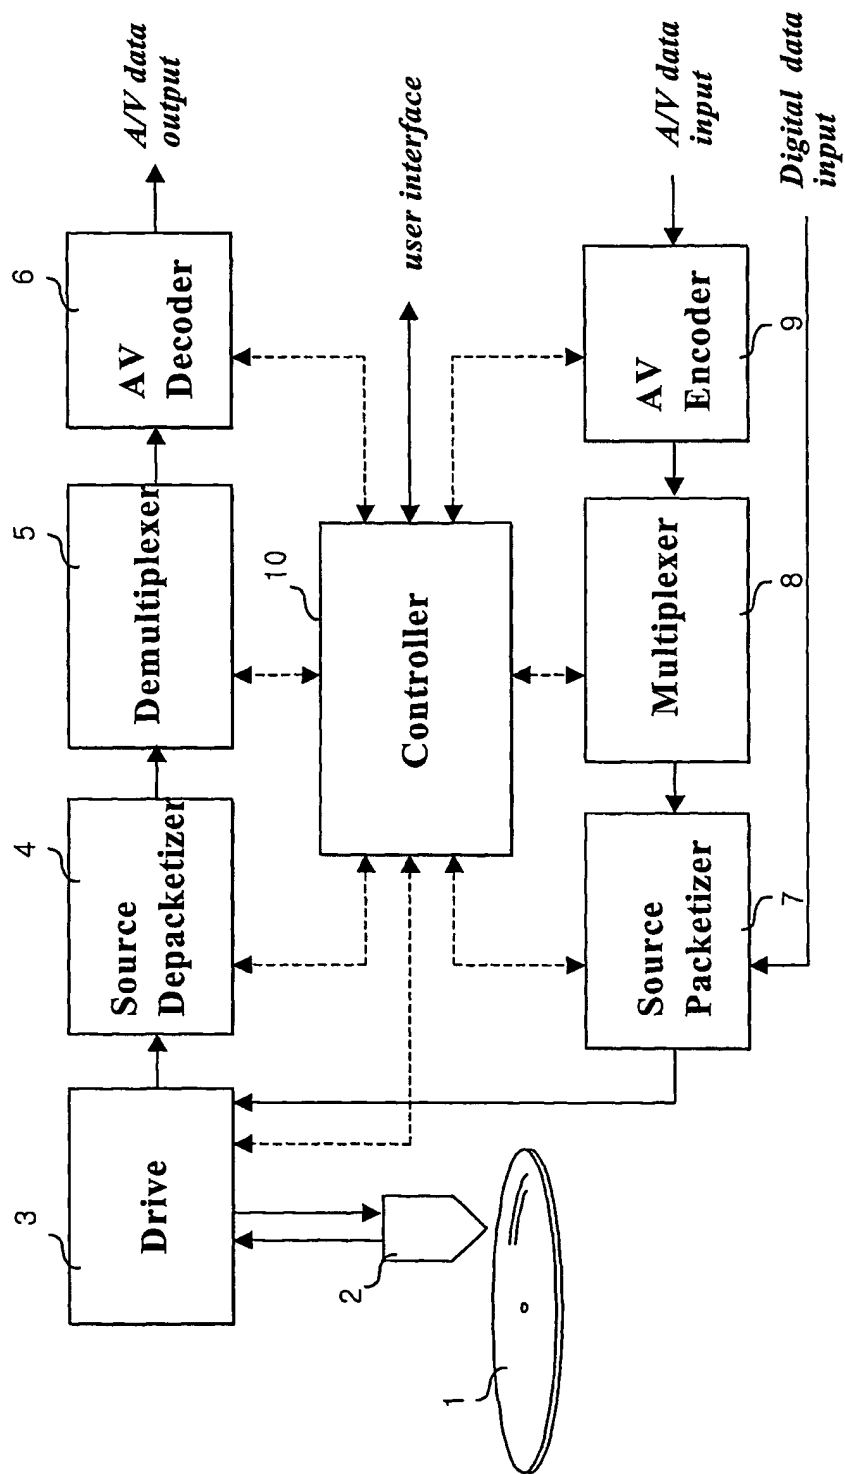 3
Drive
4
Source
Depacketizer
5
Demultiplexer
6
AV
Decoder
A/V data
output
2
1
10
Controller
user interface
Source
Packetizer
7
Multiplexer
8
AV
Encoder
9
A/V data
input
Digital data
input